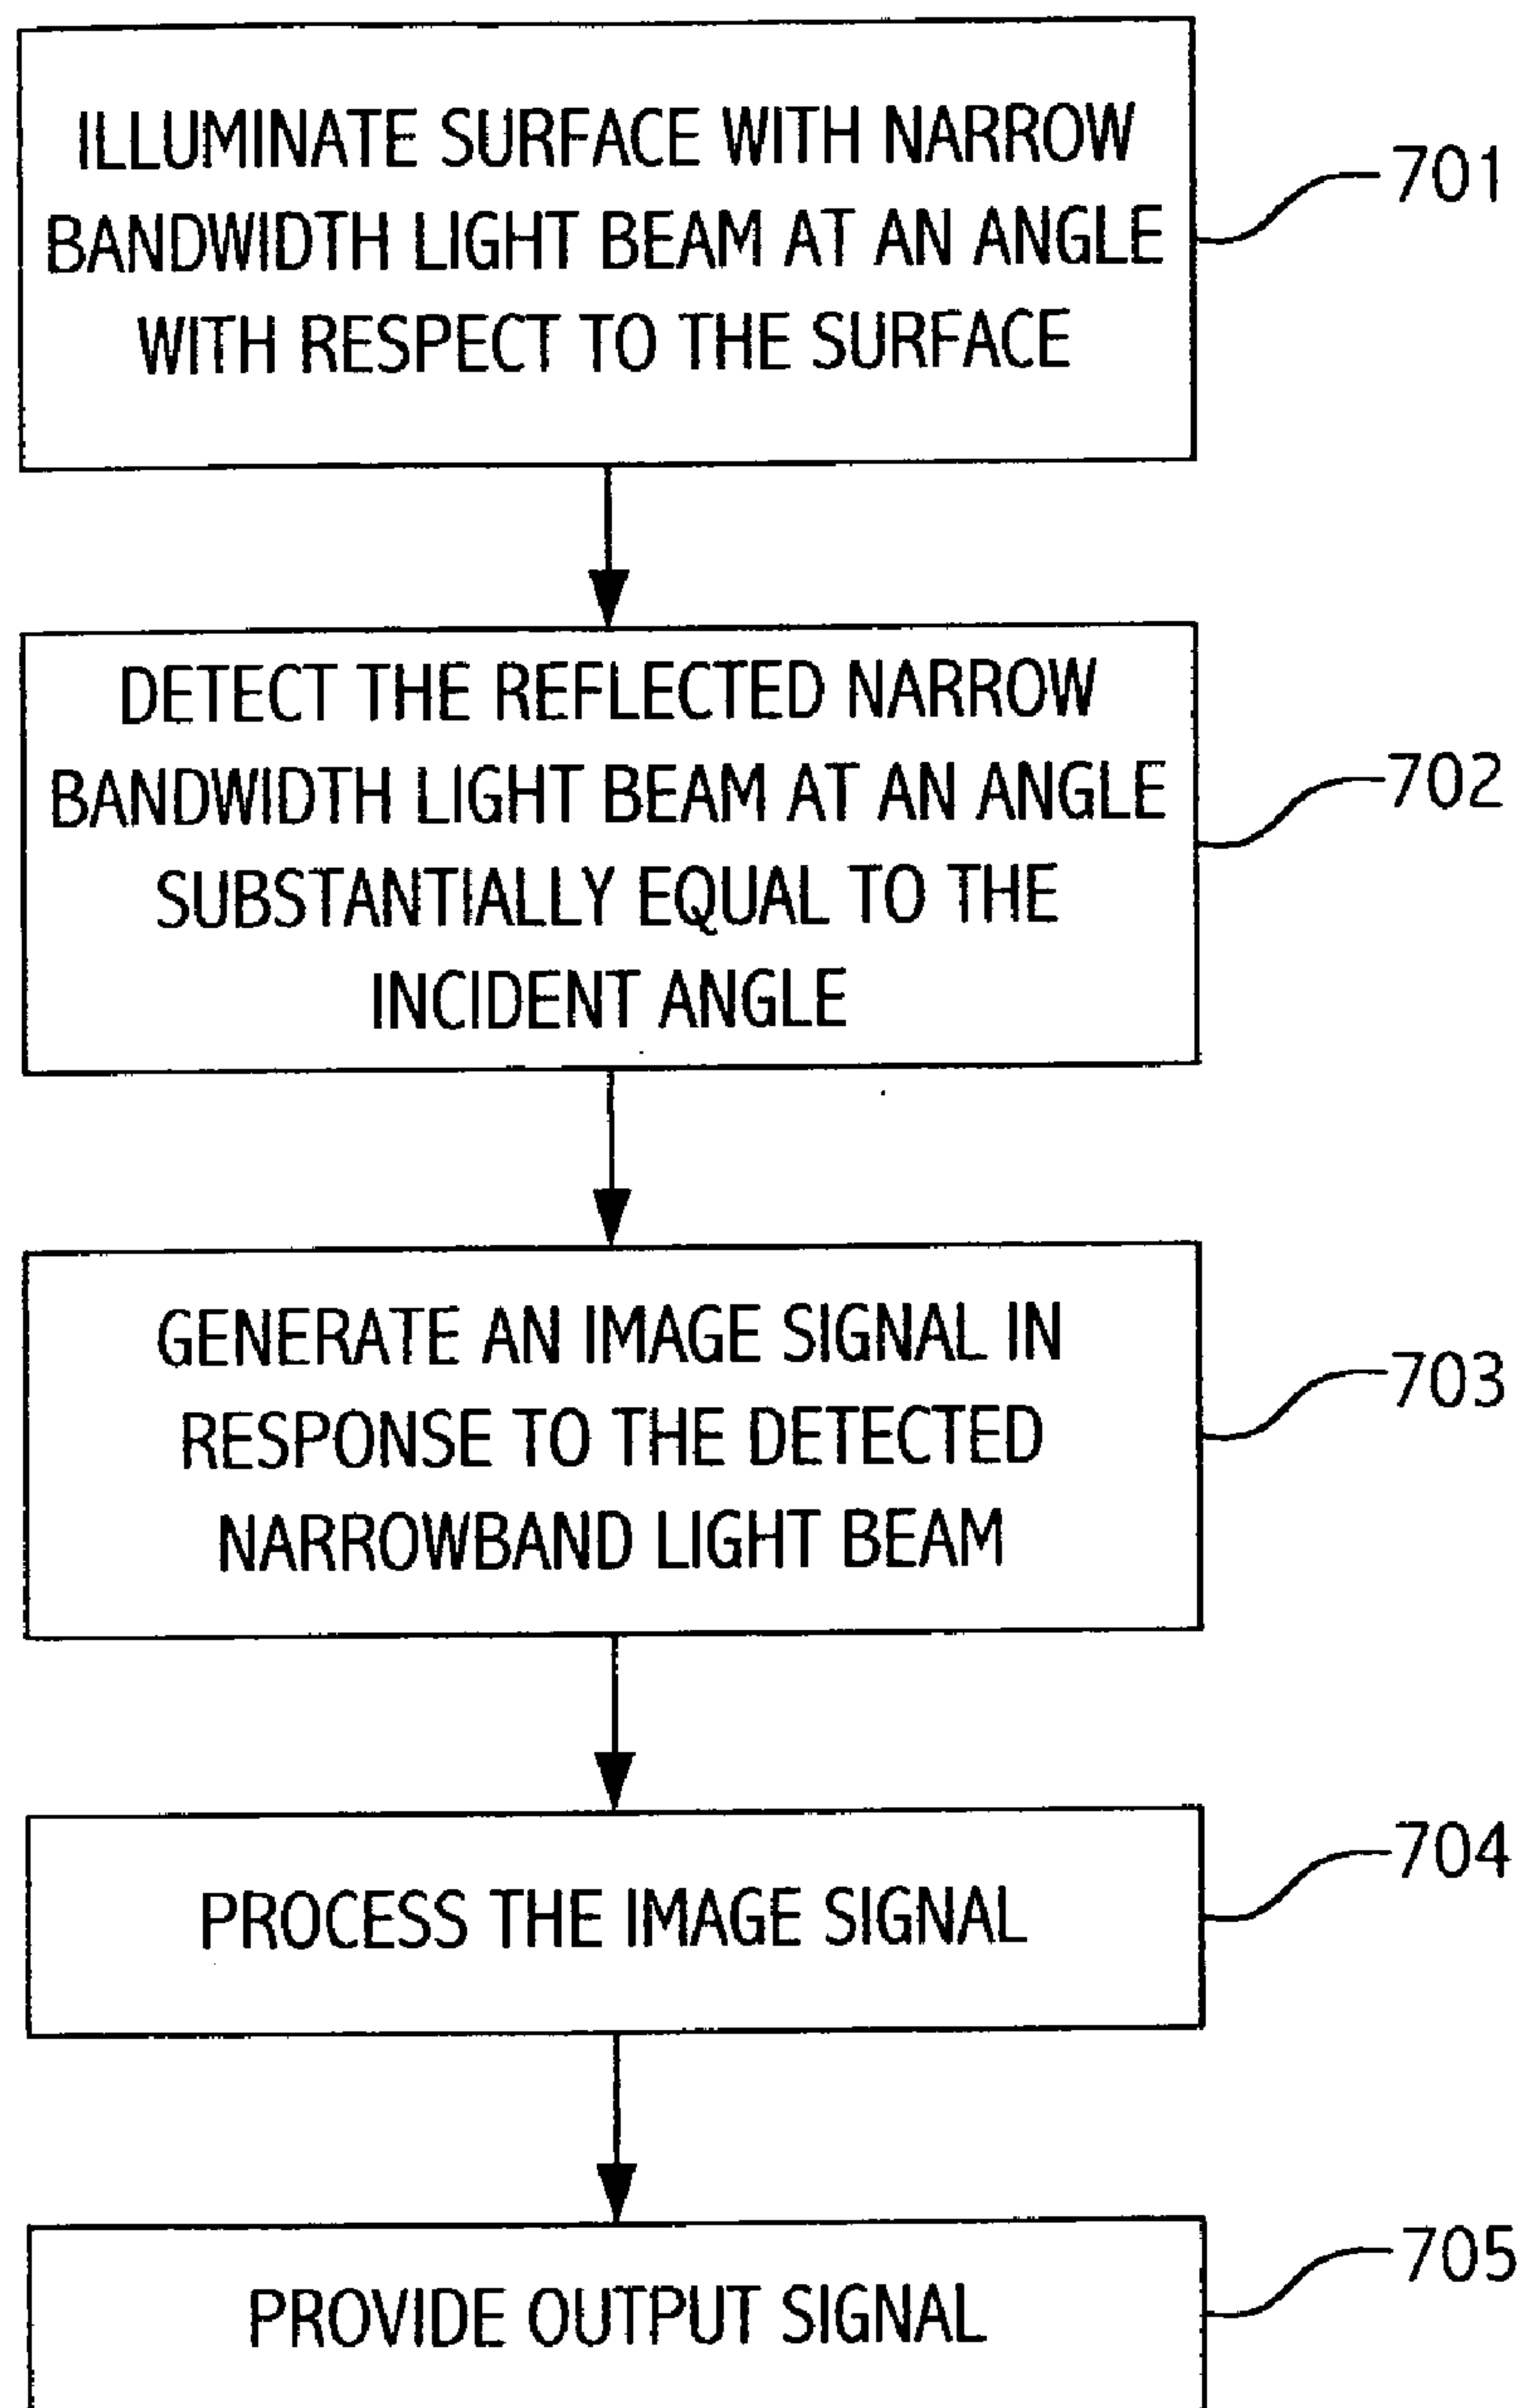 ILLUMINATE SURFACE WITH NARROW
BANDWIDTH LIGHT BEAM AT AN ANGLE
WITH RESPECT TO THE SURFACE
701
DETECT THE REFLECTED NARROW
BANDWIDTH LIGHT BEAM AT AN ANGLE
SUBSTANTIALLY EQUAL TO THE
INCIDENT ANGLE
702
GENERATE AN IMAGE SIGNAL IN
RESPONSE TO THE DETECTED
NARROWBAND LIGHT BEAM
703
PROCESS THE IMAGE SIGNAL
704
PROVIDE OUTPUT SIGNAL
705